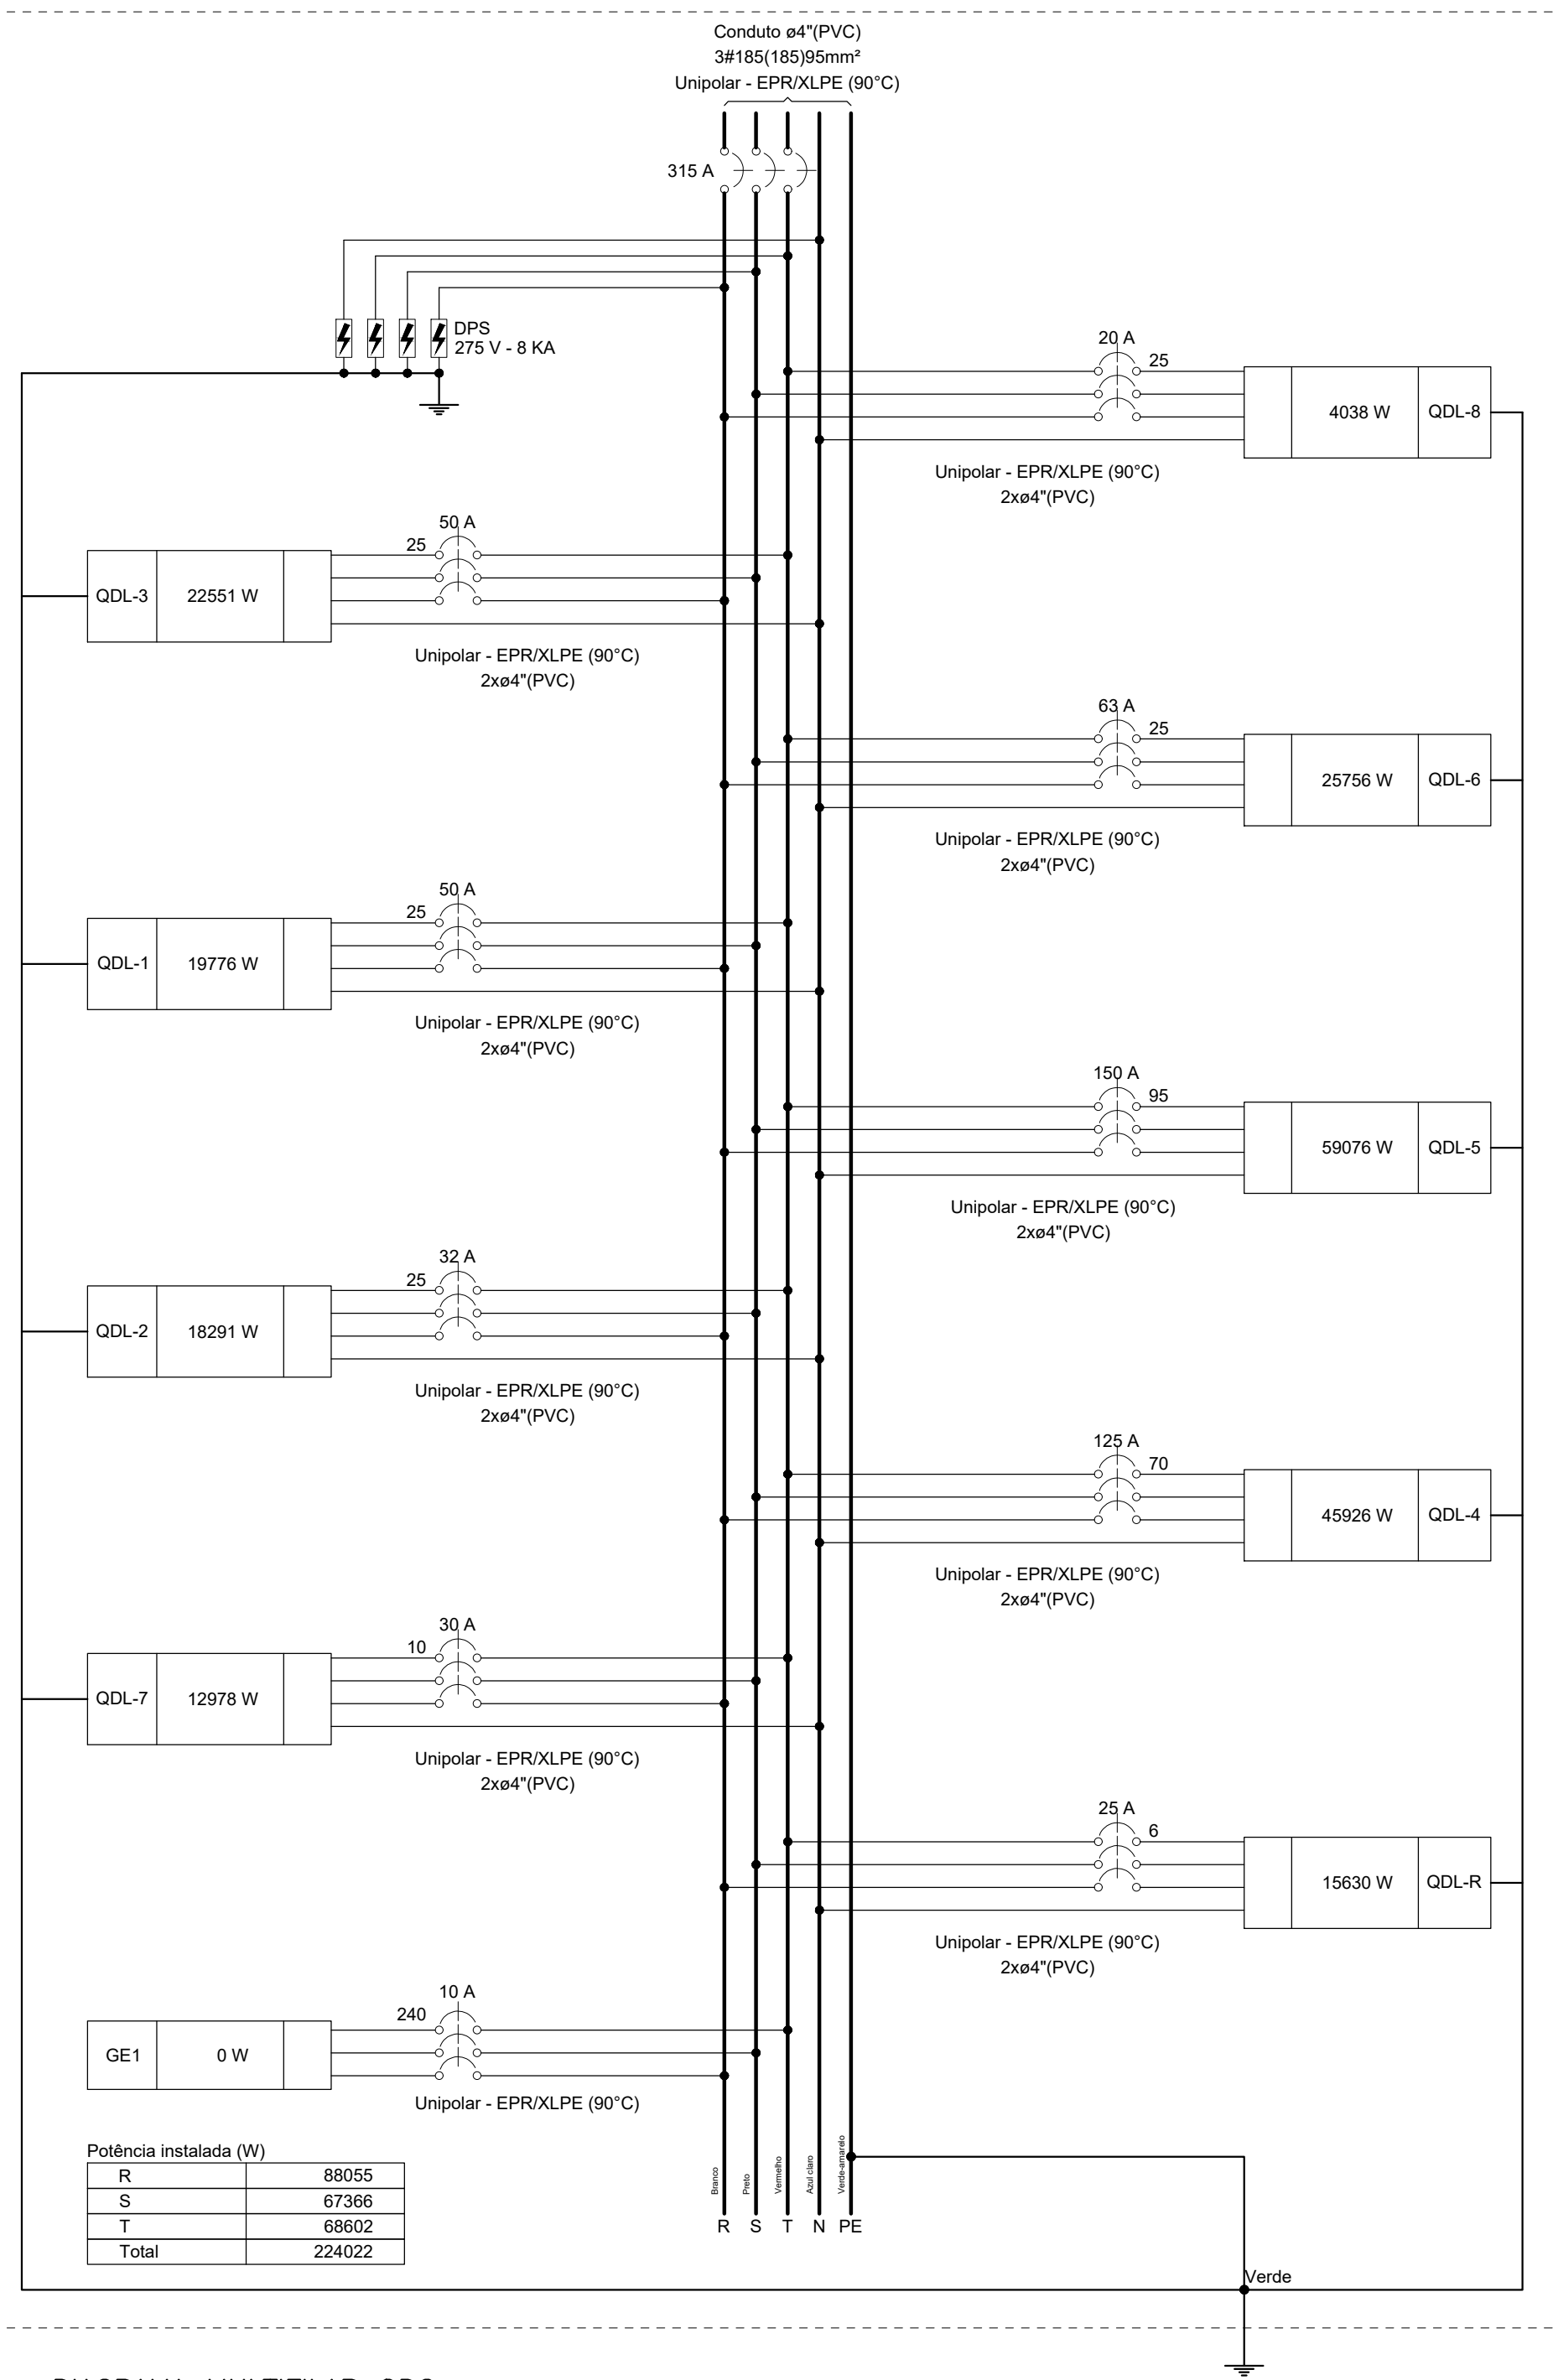 Conduto ø4"(PVC)
3#185(185)95mm²
Unipolar - EPR/XLPE (90°C)
315 A
DPS
275 V - 8 KA
20 A
25
4038 W
QDL-8
Unipolar - EPR/XLPE (90°C)
2xø4"(PVC)
50 A
25
QDL-3
22551 W
Unipolar - EPR/XLPE (90°C)
2xø4"(PVC)
63 A
25
25756 W
QDL-6
Unipolar - EPR/XLPE (90°C)
2xø4"(PVC)
50 A
25
QDL-1
19776 W
Unipolar - EPR/XLPE (90°C)
2xø4"(PVC)
150 A
95
59076 W
QDL-5
Unipolar - EPR/XLPE (90°C)
2xø4"(PVC)
32 A
25
QDL-2
18291 W
Unipolar - EPR/XLPE (90°C)
2xø4"(PVC)
125 A
70
45926 W
QDL-4
Unipolar - EPR/XLPE (90°C)
2xø4"(PVC)
30 A
10
QDL-7
12978 W
Unipolar - EPR/XLPE (90°C)
2xø4"(PVC)
25 A
6
15630 W
QDL-R
Unipolar - EPR/XLPE (90°C)
2xø4"(PVC)
10 A
240
GE1
0 W
Unipolar - EPR/XLPE (90°C)
Potência instalada (W)
R 88055
S 67366
T 68602
Total 224022
Branco
Preto
Vermelho
Azul claro
Verde-amarelo
R S T N PE
Verde